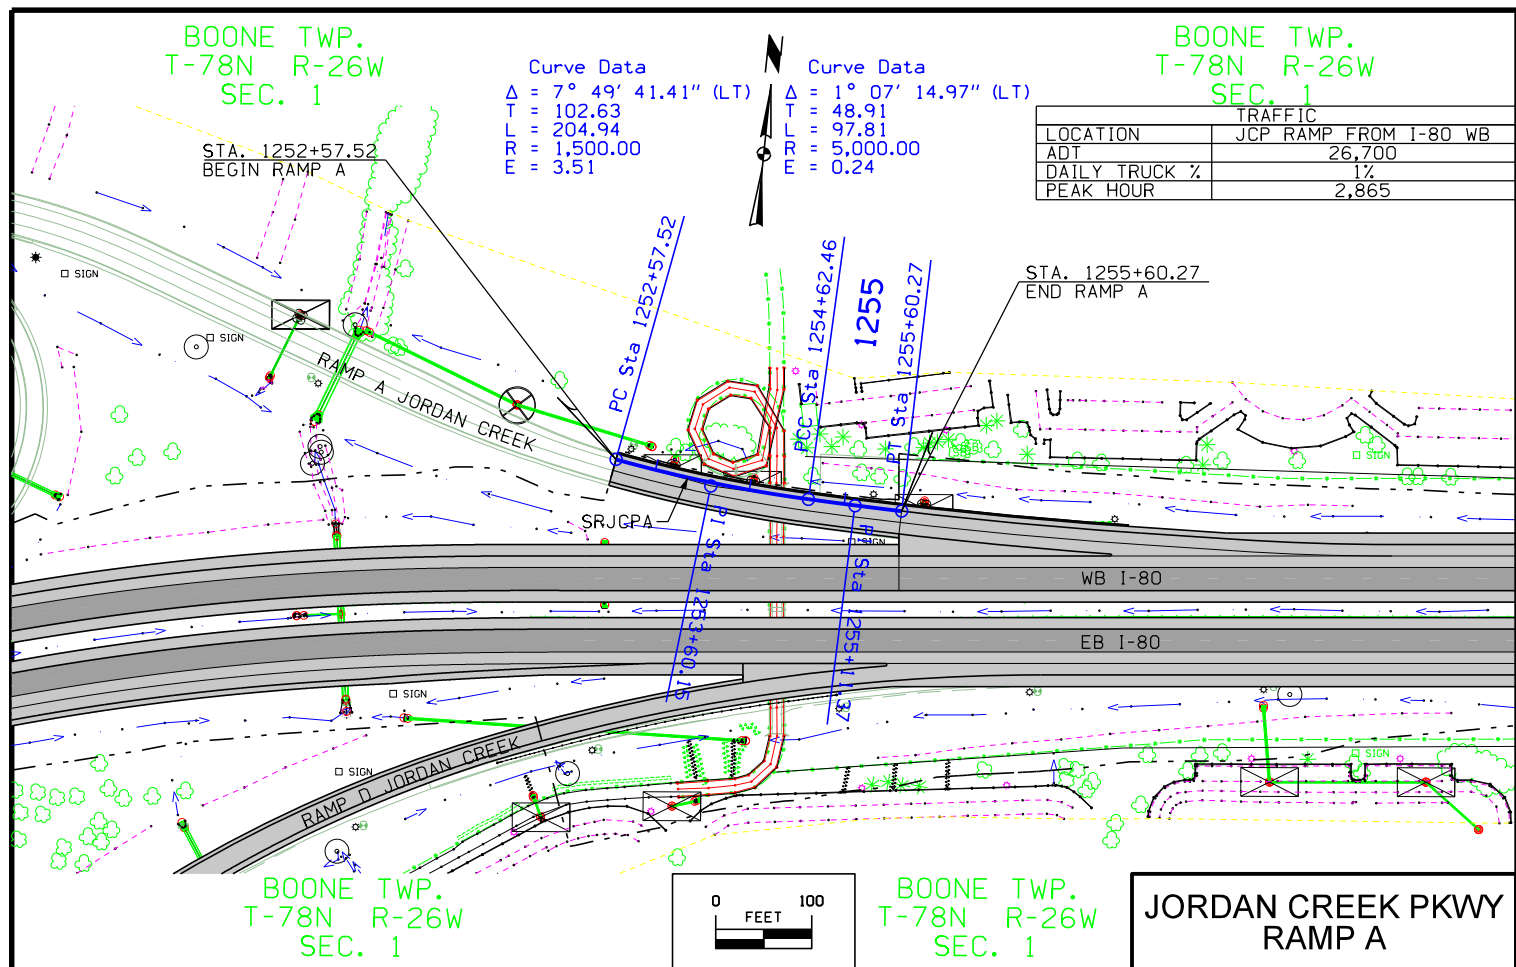 BOONE TWP.
T-78N R-26W
SEC. 1
Curve Data
Δ = 7° 49' 41.41" (LT)
T = 102.63
L = 204.94
R = 1,500.00
E = 3.51
N
Curve Data
Δ = 1° 07' 14.97" (LT)
T = 48.91
L = 97.81
R = 5,000.00
E = 0.24
BOONE TWP.
T-78N R-26W
SEC. 1
TRAFFIC
LOCATION JCP RAMP FROM I-80 WB
ADT 26,700
DAILY TRUCK % 1%
PEAK HOUR 2,865
STA. 1252+57.52
BEGIN RAMP A
STA. 1255+60.27
END RAMP A
PC Sta 1252+57.52
PCC Sta 1254+62.46
1255
PT Sta 1255+60.27
SIGN
SIGN
RAMP A JORDAN CREEK
SIGN
SRJCPA
SIGN
PI Sta 1253+60.15
PI Sta 1255+11.37
WB I-80
EB I-80
SIGN
SIGN
SIGN
RAMP D JORDAN CREEK
BOONE TWP.
T-78N R-26W
SEC. 1
0 100
FEET
BOONE TWP.
T-78N R-26W
SEC. 1
JORDAN CREEK PKWY
RAMP A